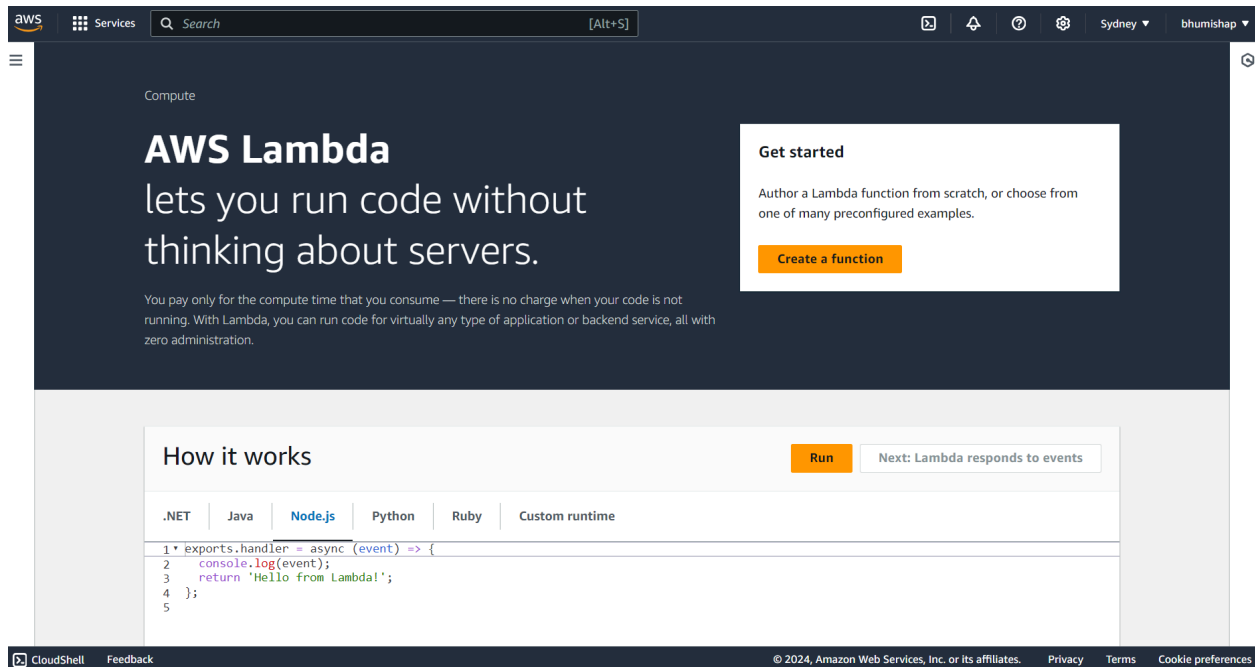 aws
Services
Search
[Alt+S]
Sydney ▼
bhumishap ▼
Compute
AWS Lambda
lets you run code without
thinking about servers.
You pay only for the compute time that you consume — there is no charge when your code is not
running. With Lambda, you can run code for virtually any type of application or backend service, all with
zero administration.
Get started
Author a Lambda function from scratch, or choose from
one of many preconfigured examples.
Create a function
How it works
Run
Next: Lambda responds to events
.NET
Java
Node.js
Python
Ruby
Custom runtime
1 exports.handler = async (event) => {
2   console.log(event);
3   return 'Hello from Lambda!';
4 };
5
CloudShell
Feedback
© 2024, Amazon Web Services, Inc. or its affiliates.
Privacy
Terms
Cookie preferences